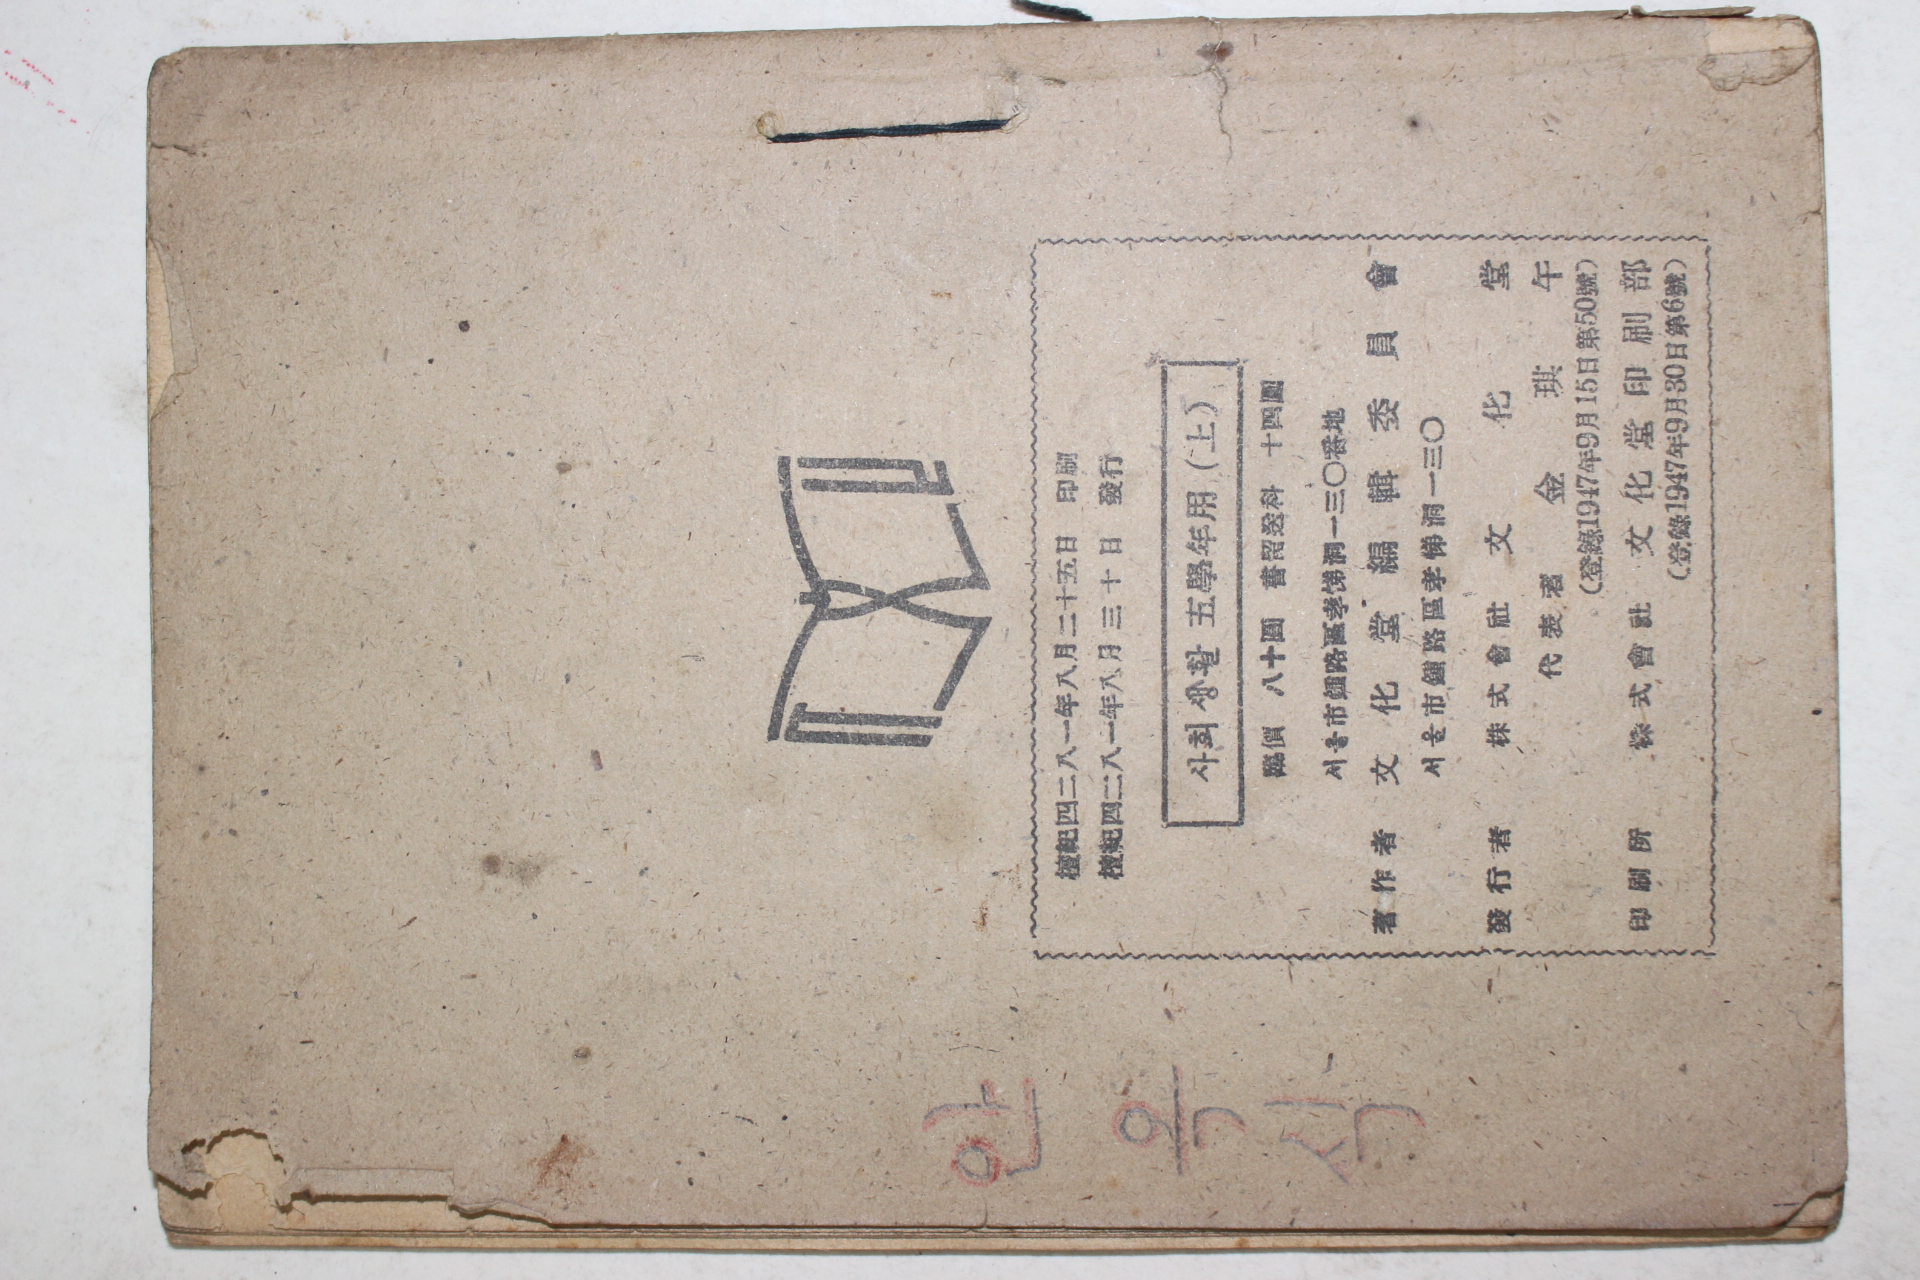 檀紀四二八一年八月二十五日 印刷
檀紀四二八一年八月三十日 發行
사회생활 五學年用(上)
臨價 八十圓 書留送料 十四圓
서울市鍾路區孝悌洞一三〇番地
著作者 文化堂編輯委員會
서울市鍾路區孝悌洞一三〇
發行者 株式會社 文化堂
代表者 金琪午
(登錄1947年9月15日第50號)
印刷所 株式會社 文化堂印刷部
(登錄1947年9月30日第6號)
안옥석